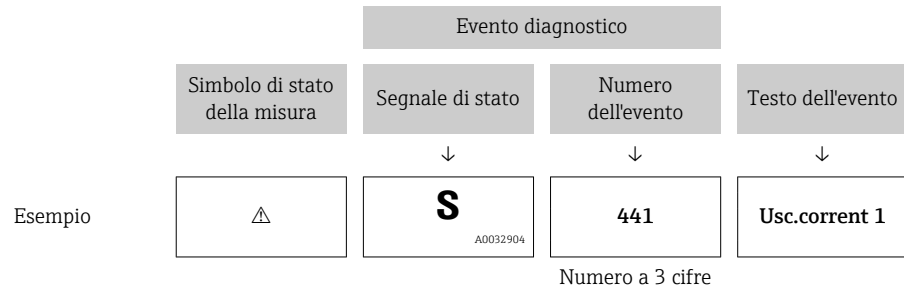 Evento diagnostico
Simbolo di stato
della misura
Segnale di stato
Numero
dell'evento
Testo dell'evento
↓ ↓ ↓
Esempio
⚠
S
A0032904
441
Usc.corrent 1
Numero a 3 cifre